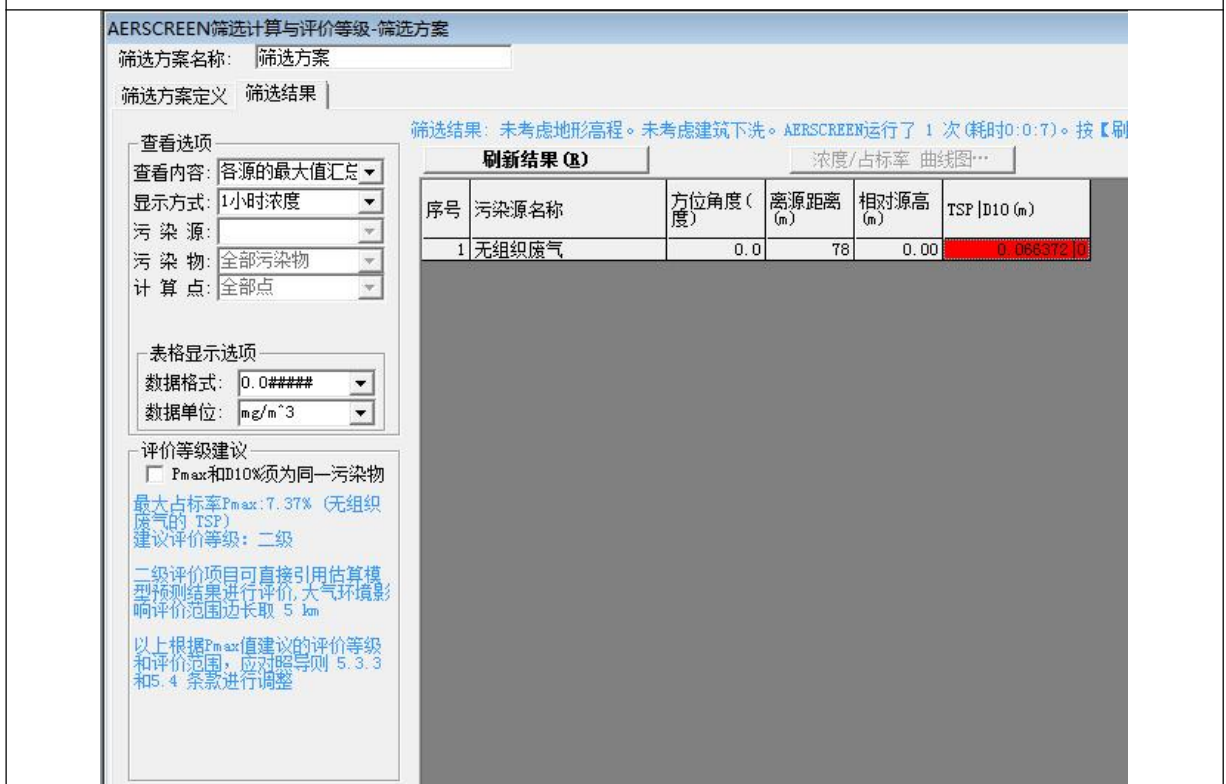 AERSCREEN筛选计算与评价等级-筛选方案
筛选方案名称: 筛选方案
筛选方案定义 筛选结果
筛选结果: 未考虑地形高程。未考虑建筑下洗。AERSCREEN运行了 1 次(耗时0:0:7)。按【刷
查看选项
查看内容: 各源的最大值汇总
显示方式: 1小时浓度
污 染 源:
污 染 物: 全部污染物
计 算 点: 全部点
表格显示选项
数据格式: 0.0#####
数据单位: mg/m^3
评价等级建议
Pmax和D10%须为同一污染物
最大占标率Pmax:7.37% (无组织
废气的 TSP)
建议评价等级: 二级
二级评价项目可直接引用估算模
型预测结果进行评价,大气环境影
响评价范围边长取 5 km
以上根据Pmax值建议的评价等级
和评价范围, 应对照导则 5.3.3
和5.4 条款进行调整
刷新结果(R) 浓度/占标率 曲线图…
序号 污染源名称 方位角度(度) 离源距离(m) 相对源高(m) TSP|D10(m)
1 无组织废气 0.0 78 0.00 0.066372|0